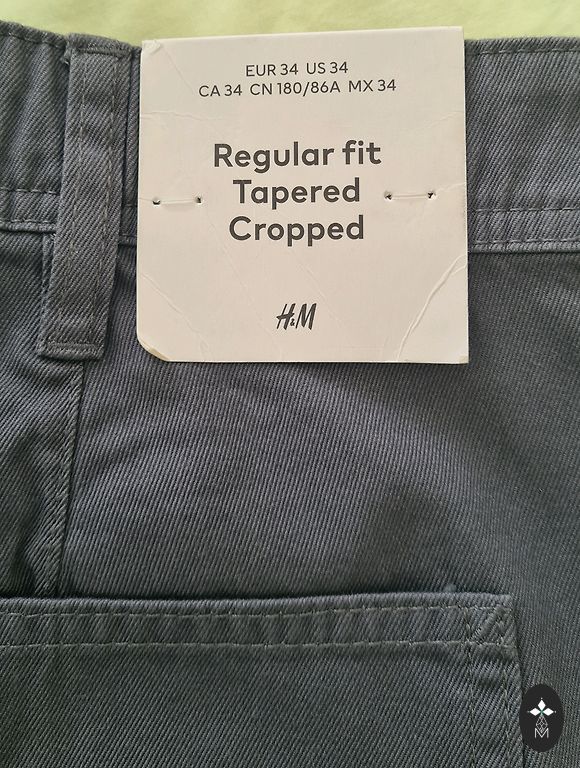 EUR 34 US 34
CA 34 CN 180/86A MX 34
Regular fit
Tapered
Cropped
H&M
M